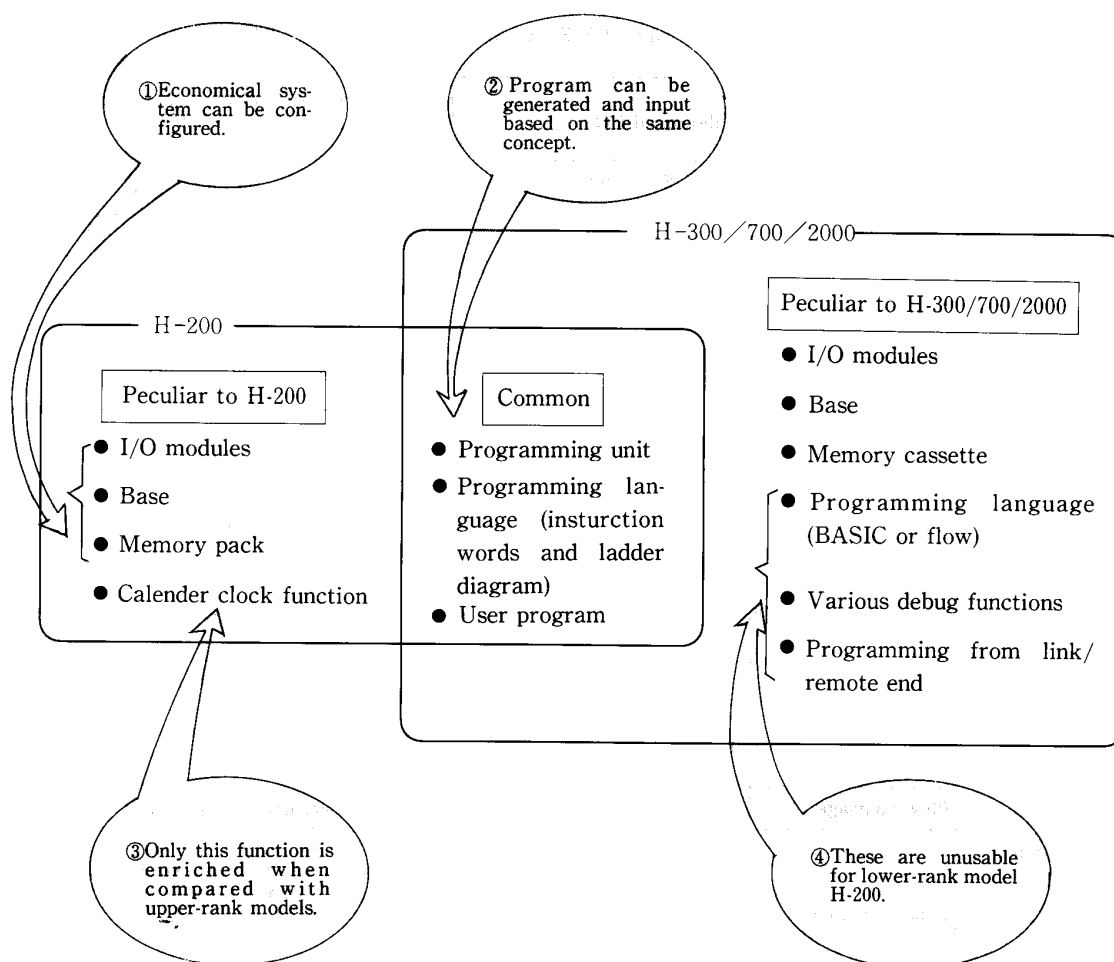 ①Economical sys-
tem can be con-
figured.
② Program can be
generated and input
based on the same
concept.
H-300/700/2000
Peculiar to H-300/700/2000
● I/O modules
● Base
● Memory cassette
● Programming language
(BASIC or flow)
● Various debug functions
● Programming from link/
remote end
H-200
Peculiar to H-200
● I/O modules
● Base
● Memory pack
● Calender clock function
Common
● Programming unit
● Programming lan-
guage (insturction
words and ladder
diagram)
● User program
③Only this function is
enriched when
compared with
upper-rank models.
④These are unusable
for lower-rank model
H-200.